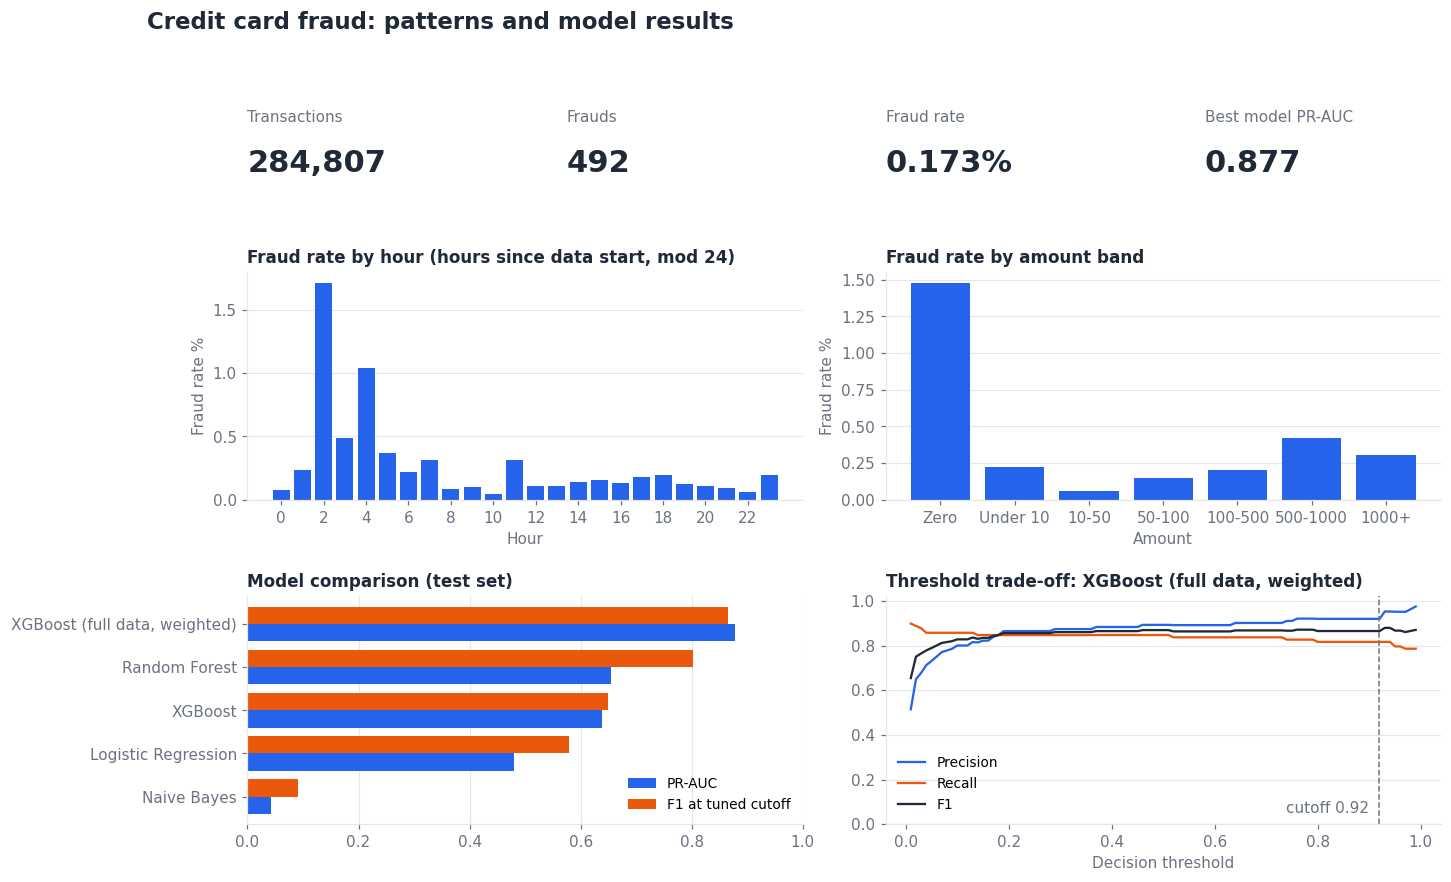 Credit card fraud: patterns and model results
Transactions
284,807
Frauds
492
Fraud rate
0.173%
Best model PR-AUC
0.877
Fraud rate by hour (hours since data start, mod 24)
Fraud rate %
1.5
1.0
0.5
0.0
0 2 4 6 8 10 12 14 16 18 20 22
Hour
Fraud rate by amount band
Fraud rate %
1.50
1.25
1.00
0.75
0.50
0.25
0.00
Zero Under 10 10-50 50-100 100-500 500-1000 1000+
Amount
Model comparison (test set)
XGBoost (full data, weighted)
Random Forest
XGBoost
Logistic Regression
Naive Bayes
PR-AUC
F1 at tuned cutoff
0.0 0.2 0.4 0.6 0.8 1.0
Threshold trade-off: XGBoost (full data, weighted)
1.0
0.8
0.6
0.4
0.2
0.0
Precision
Recall
F1
cutoff 0.92
0.0 0.2 0.4 0.6 0.8 1.0
Decision threshold